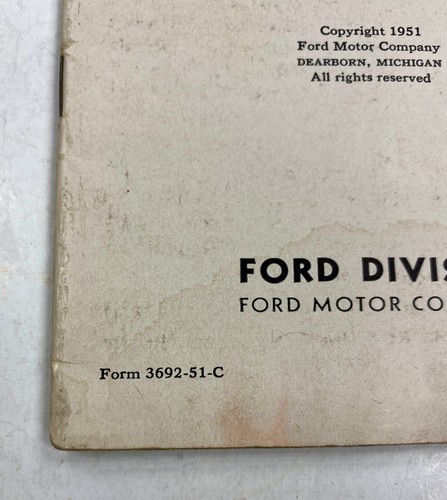 Copyright 1951
Ford Motor Company
DEARBORN, MICHIGAN
All rights reserved
FORD DIVIS
FORD MOTOR CO
Form 3692-51-C